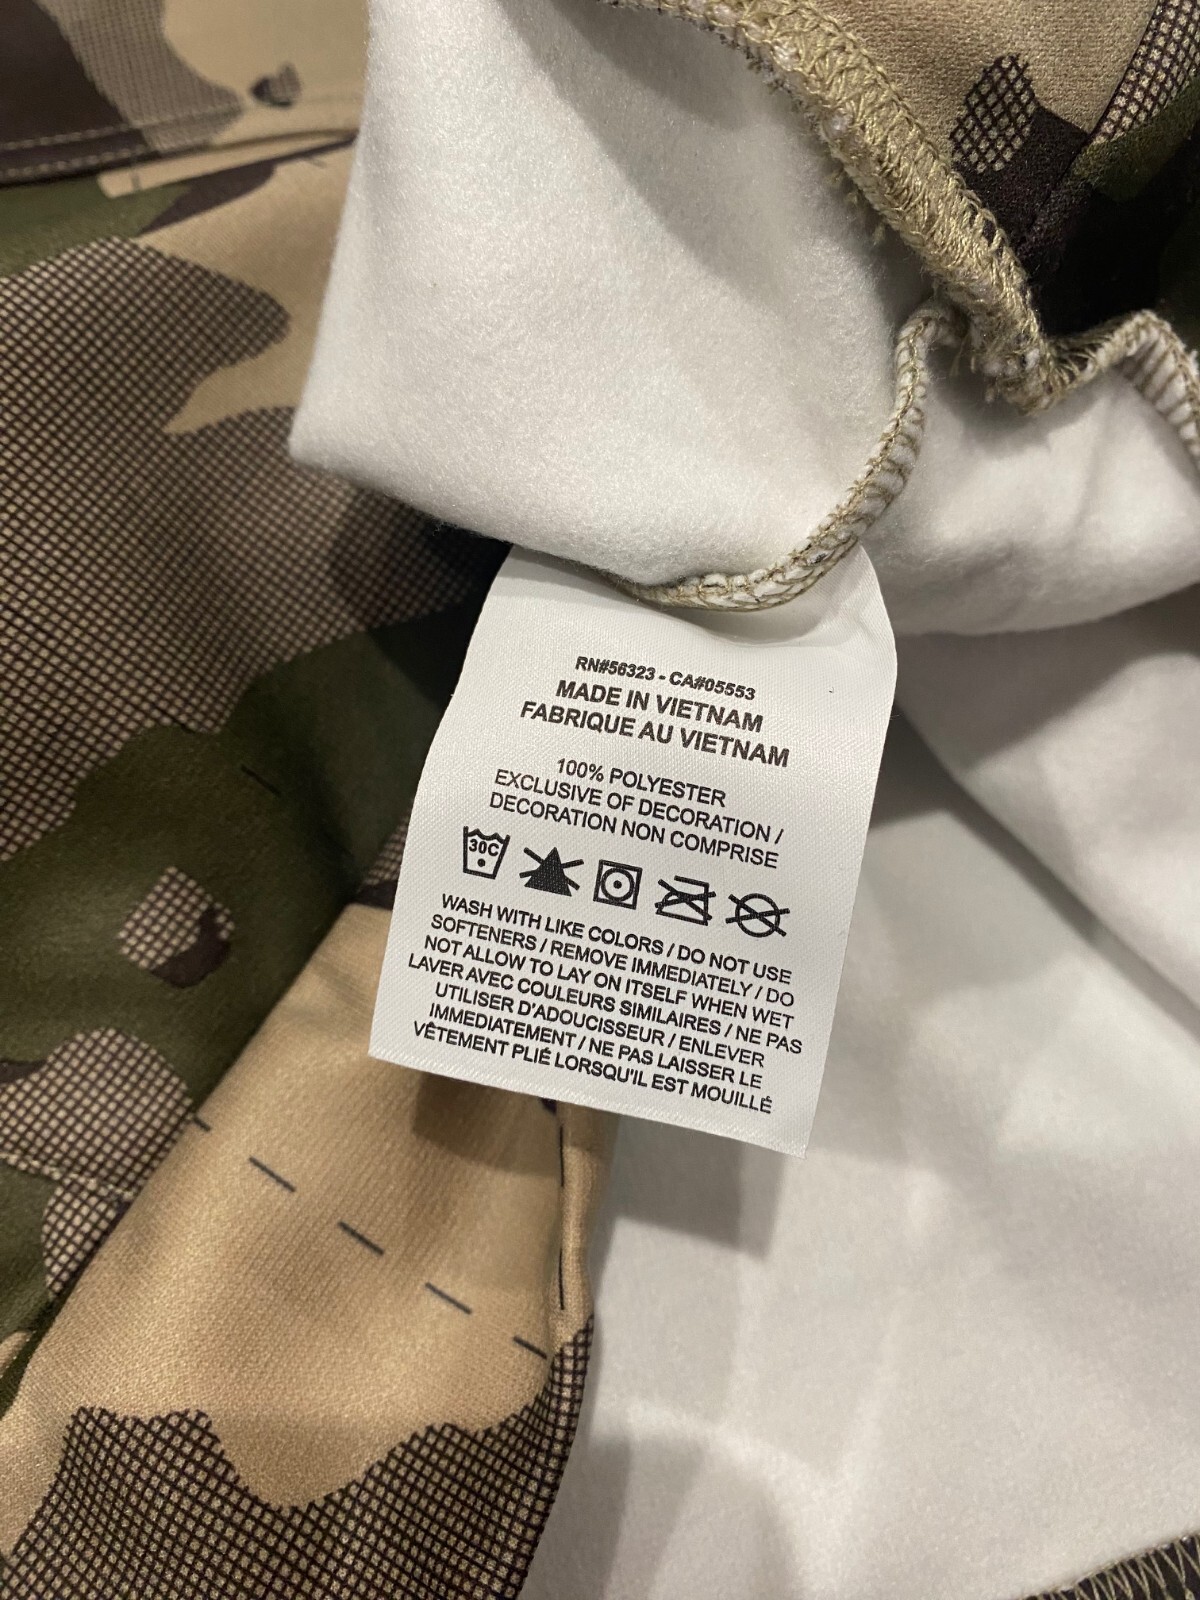 RN#56323 - CA#05553
MADE IN VIETNAM
FABRIQUE AU VIETNAM
100% POLYESTER
EXCLUSIVE OF DECORATION /
DECORATION NON COMPRISE
30C
WASH WITH LIKE COLORS / DO NOT USE
SOFTENERS / REMOVE IMMEDIATELY / DO
NOT ALLOW TO LAY ON ITSELF WHEN WET
LAVER AVEC COULEURS SIMILAIRES / NE PAS
UTILISER D'ADOUCISSEUR / ENLEVER
IMMEDIATEMENT / NE PAS LAISSER LE
VÊTEMENT PLIÉ LORSQU'IL EST MOUILLÉ